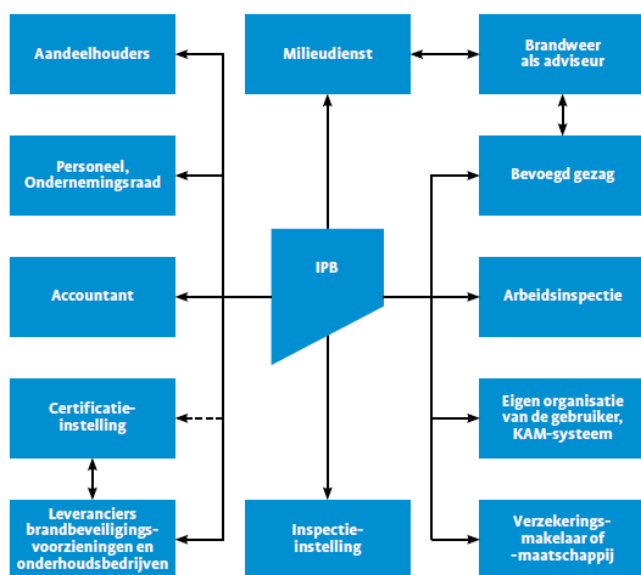 Aandeelhouders
Milieudienst
Brandweer
als adviseur
Personeel,
Ondernemingsraad
Bevoegd gezag
IPB
Accountant
Arbeidsinspectie
Certificatie-
instelling
Eigen organisatie
van de gebruiker,
KAM-systeem
Leveranciers
brandbeveiligings-
voorzieningen en
onderhoudsbedrijven
Inspectie-
instelling
Verzekerings-
makelaar of
-maatschappij